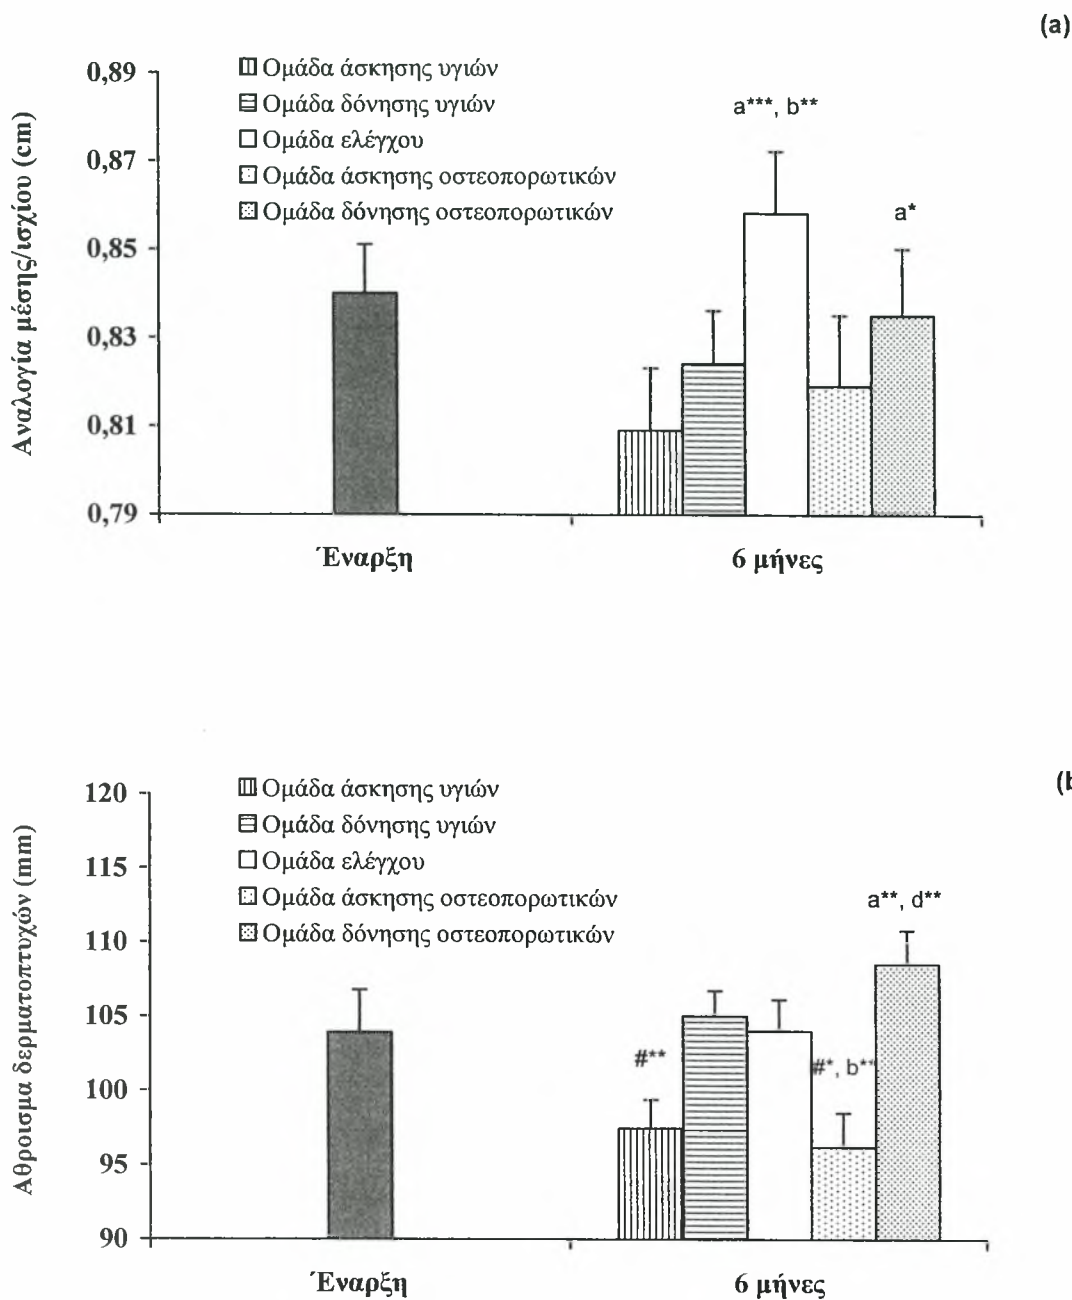 (a)
0,89
Ομάδα άσκησης υγιών
Ομάδα δόνησης υγιών
Ομάδα ελέγχου
Ομάδα άσκησης οστεοπορωτικών
Ομάδα δόνησης οστεοπορωτικών
a***, b**
a*
0,87
0,85
0,83
0,81
0,79
Αναλογία μέσης/ισχίου (cm)
Έναρξη
6 μήνες
(b
120
Ομάδα άσκησης υγιών
Ομάδα δόνησης υγιών
Ομάδα ελέγχου
Ομάδα άσκησης οστεοπορωτικών
Ομάδα δόνησης οστεοπορωτικών
a**, d**
#**
#*, b**
115
110
105
100
95
90
Αθροισμα δερματοπτυχών (mm)
Έναρξη
6 μήνες